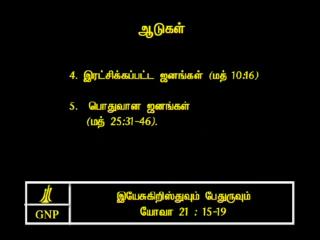 ஆடுகள்
4. இரட்சிக்கப்பட்ட ஜனங்கள் (மத் 10:16)
5. பொதுவான ஜனங்கள்
(மத் 25:31-46).
இயேசுகிறிஸ்துவும் பேதுருவும்
யோவா 21 : 15-19
GNP